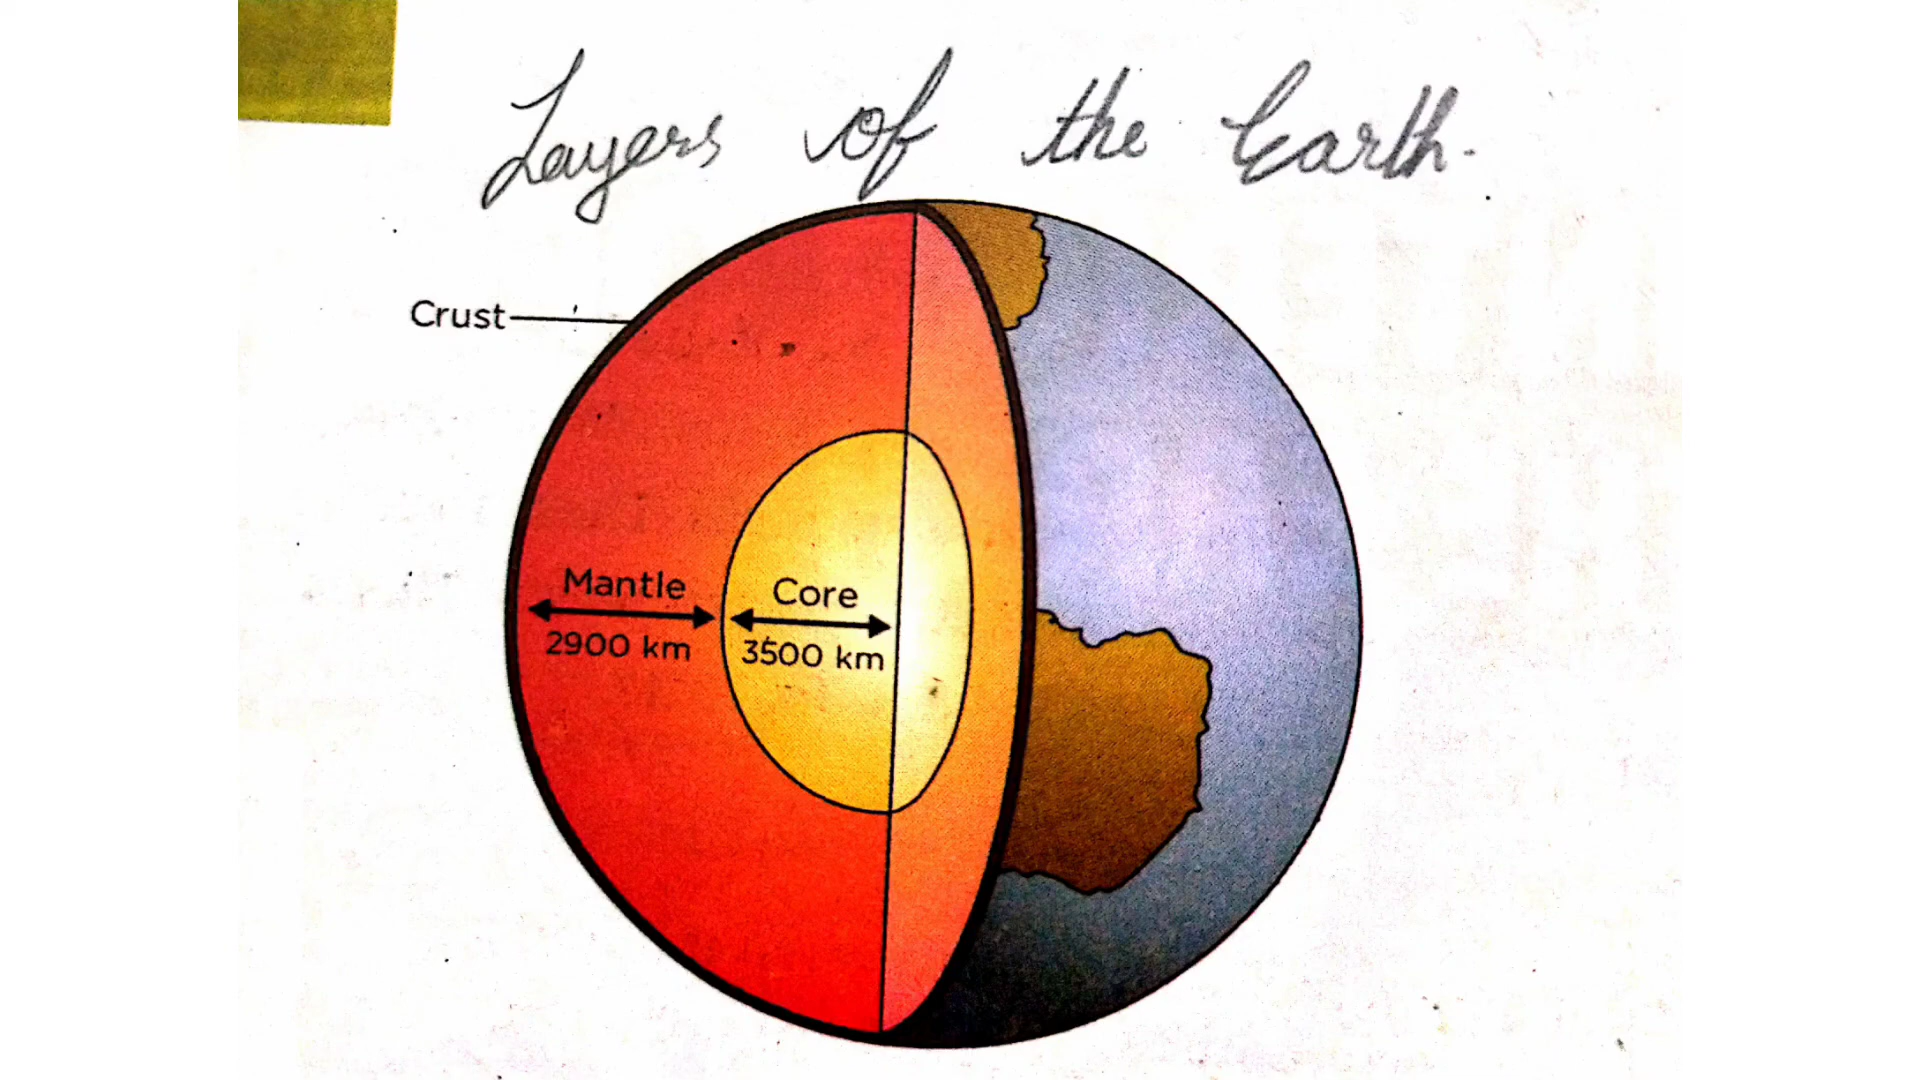 Layers of the Earth.
Crust
Mantle
2900 km
Core
3500 km